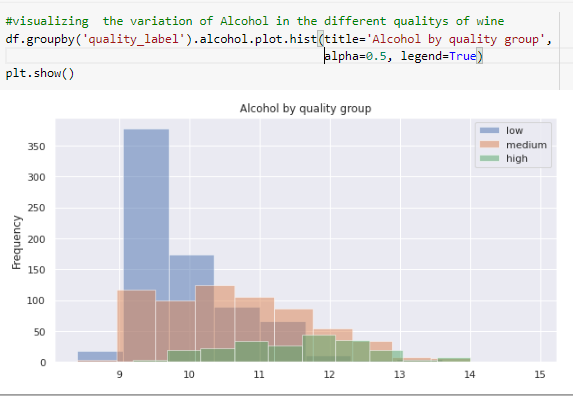 #visualizing  the variation of Alcohol in the different qualitys of wine
df.groupby('quality_label').alcohol.plot.hist(title='Alcohol by quality group',
alpha=0.5, legend=True)
plt.show()
Alcohol by quality group
low
medium
high
Frequency
350
300
250
200
150
100
50
0
9 10 11 12 13 14 15